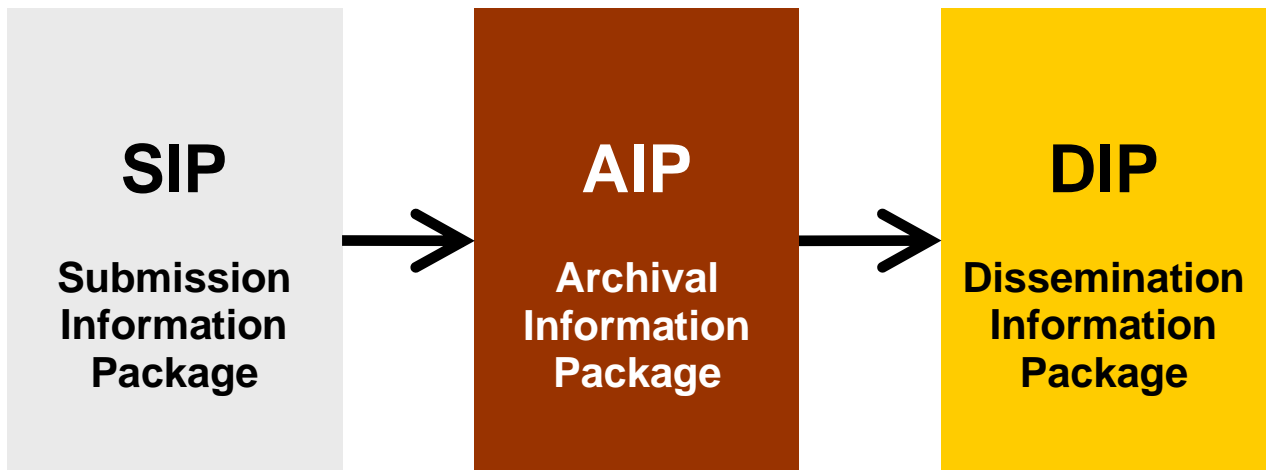 SIP
Submission
Information
Package
AIP
Archival
Information
Package
DIP
Dissemination
Information
Package